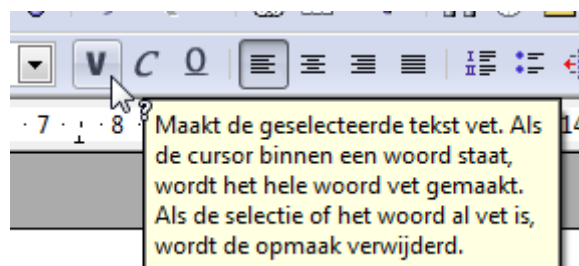 V C O
· 7 · · 8 · 14
Maakt de geselecteerde tekst vet. Als
de cursor binnen een woord staat,
wordt het hele woord vet gemaakt.
Als de selectie of het woord al vet is,
wordt de opmaak verwijderd.